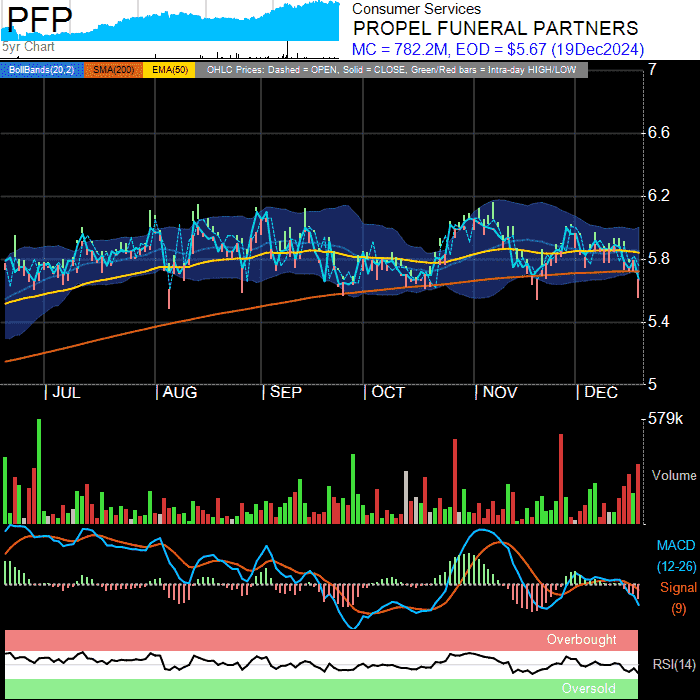 PFP
5yr Chart
Consumer Services
PROPEL FUNERAL PARTNERS
MC = 782.2M, EOD = $5.67 (19Dec2024)
BollBands(20,2) SMA(200) EMA(50) OHLC Prices: Dashed = OPEN, Solid = CLOSE, Green/Red bars = Intra-day HIGH/LOW
7
6.6
6.2
5.8
5.4
5
| JUL | AUG | SEP | OCT | NOV | DEC
579k
Volume
MACD
(12-26)
Signal
(9)
Overbought
RSI(14)
Oversold